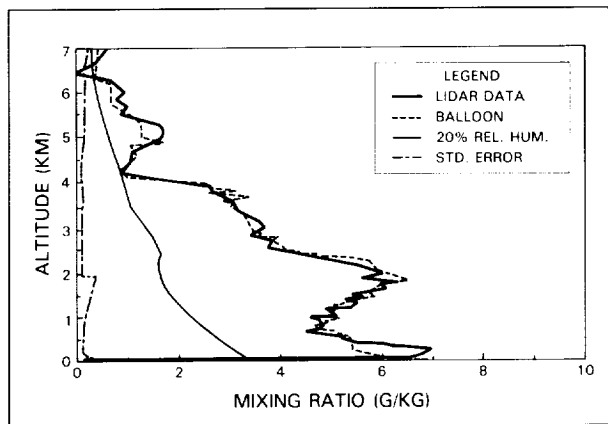 7
6
5
4
3
2
1
0
ALTITUDE (KM)
LEGEND
LIDAR DATA
BALLOON
20% REL. HUM.
STD. ERROR
0 2 4 6 8 10
MIXING RATIO (G/KG)